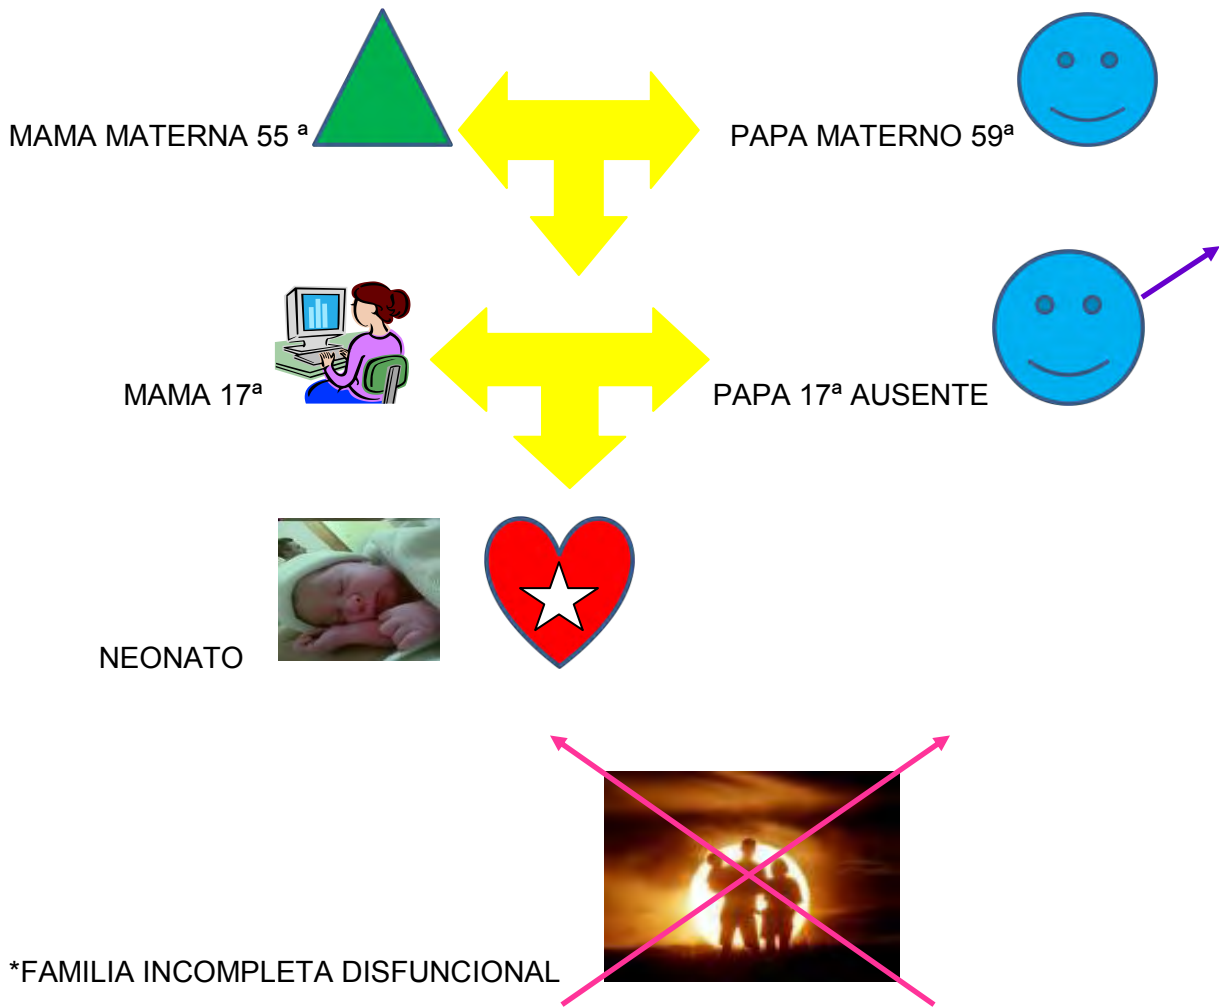 MAMA MATERNA 55 ª
PAPA MATERNO 59ª
MAMA 17ª
PAPA 17ª AUSENTE
NEONATO
*FAMILIA INCOMPLETA DISFUNCIONAL